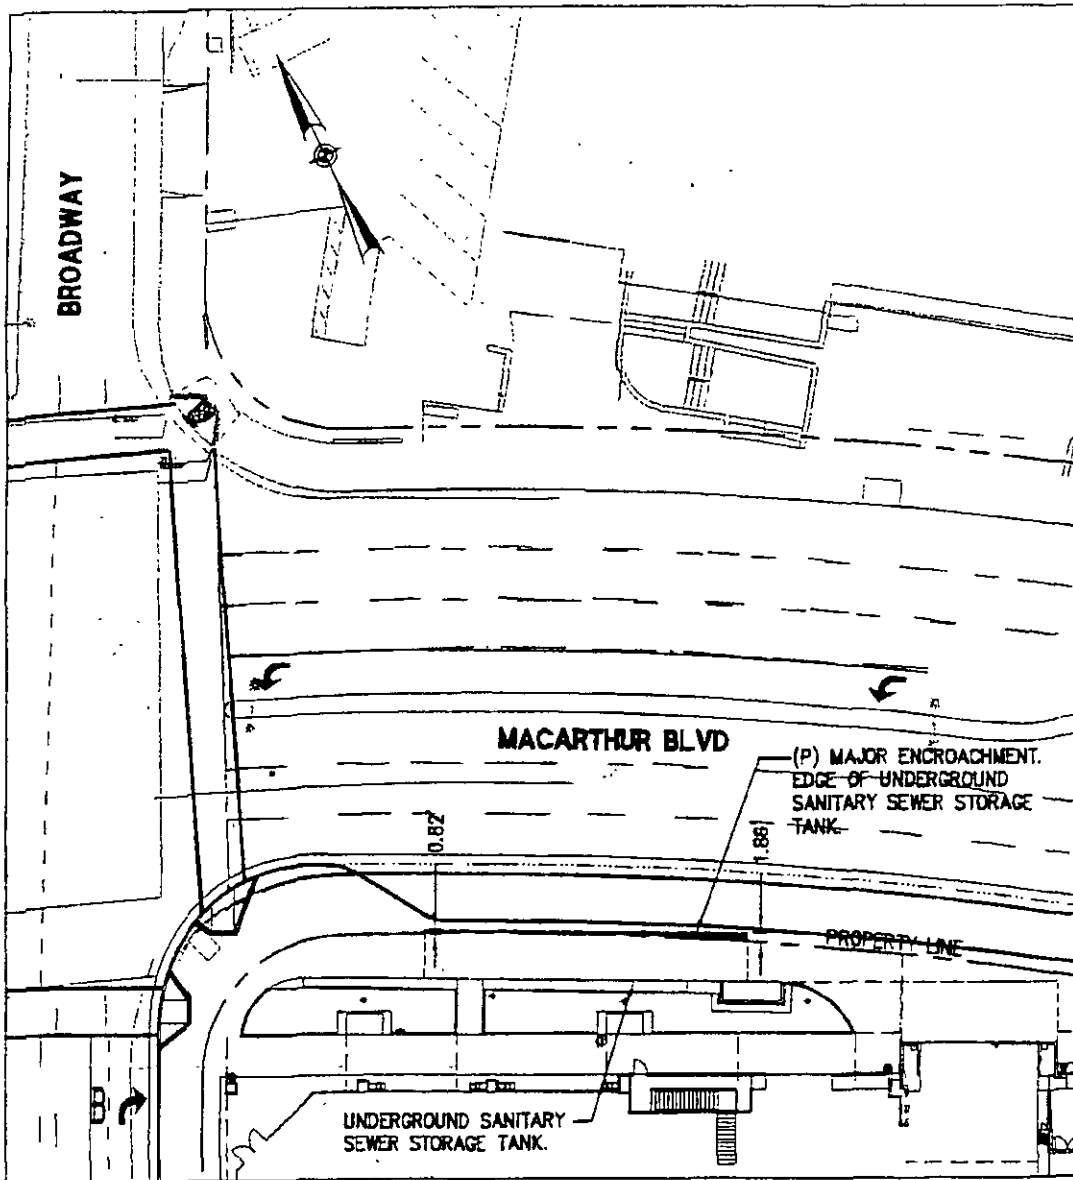 BROADWAY
MACARTHUR BLVD
(P) MAJOR ENCROACHMENT.
EDGE OF UNDERGROUND
SANITARY SEWER STORAGE
TANK.
0.82'
1.86'
PROPERTY LINE
UNDERGROUND SANITARY
SEWER STORAGE TANK.